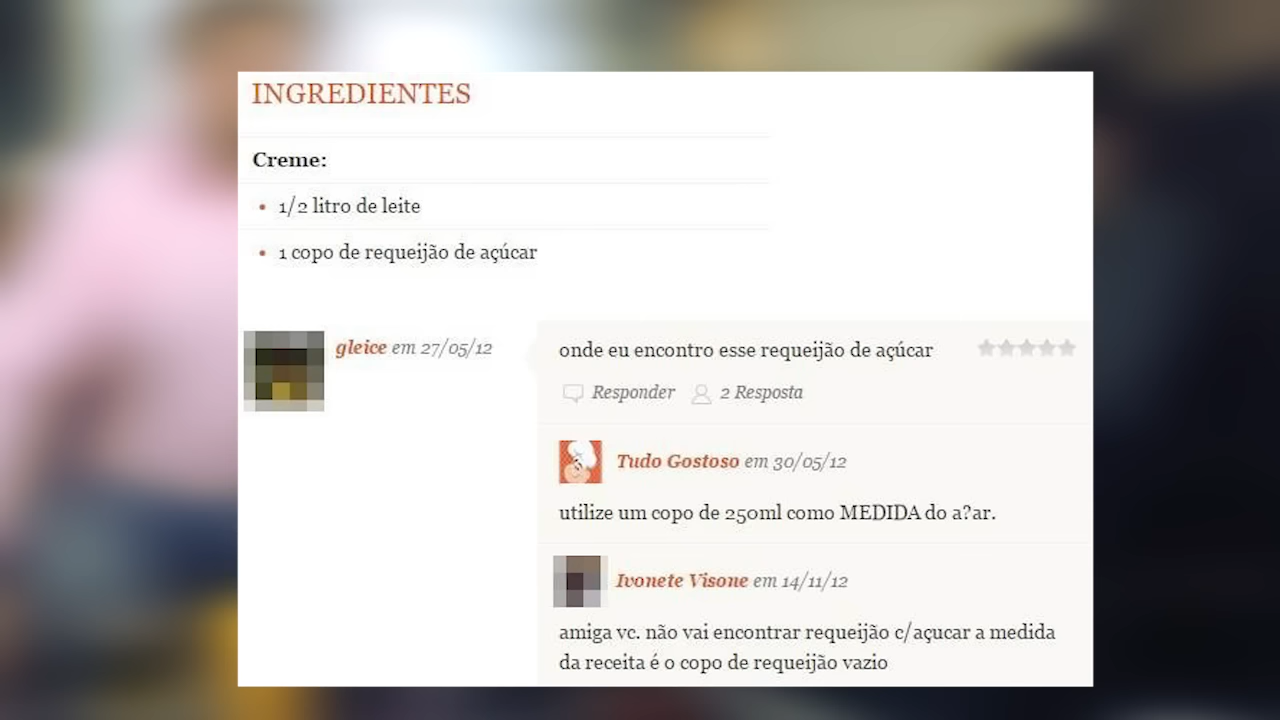 INGREDIENTES
Creme:
• 1/2 litro de leite
• 1 copo de requeijão de açúcar
gleice em 27/05/12
onde eu encontro esse requeijão de açúcar
Responder 2 Resposta
Tudo Gostoso em 30/05/12
utilize um copo de 250ml como MEDIDA do a?ar.
Ivonete Visone em 14/11/12
amiga vc. não vai encontrar requeijão c/açucar a medida
da receita é o copo de requeijão vazio